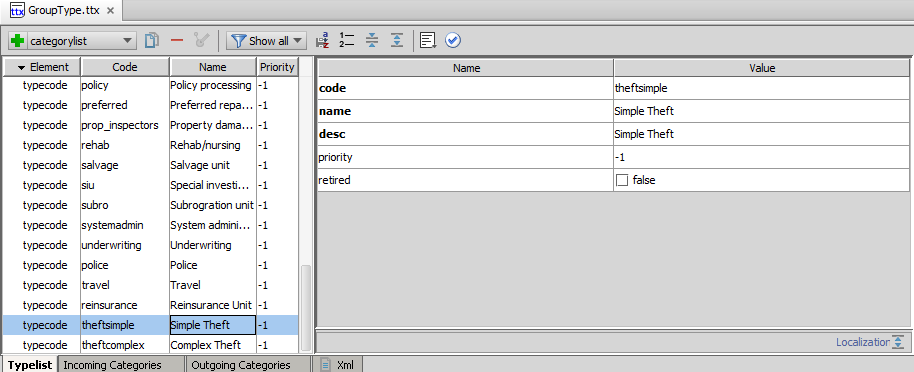 GroupType.ttx
categorylist Show all
Element Code Name Priority
typecode policy Policy processing -1
typecode preferred Preferred repa... -1
typecode prop_inspectors Property dama... -1
typecode rehab Rehab/nursing -1
typecode salvage Salvage unit -1
typecode siu Special investi... -1
typecode subro Subrogration unit -1
typecode systemadmin System admini... -1
typecode underwriting Underwriting -1
typecode police Police -1
typecode travel Travel -1
typecode reinsurance Reinsurance Unit -1
typecode theftsimple Simple Theft -1
typecode theftcomplex Complex Theft -1
Name Value
code theftsimple
name Simple Theft
desc Simple Theft
priority -1
retired false
Localization
Typelist Incoming Categories Outgoing Categories Xml